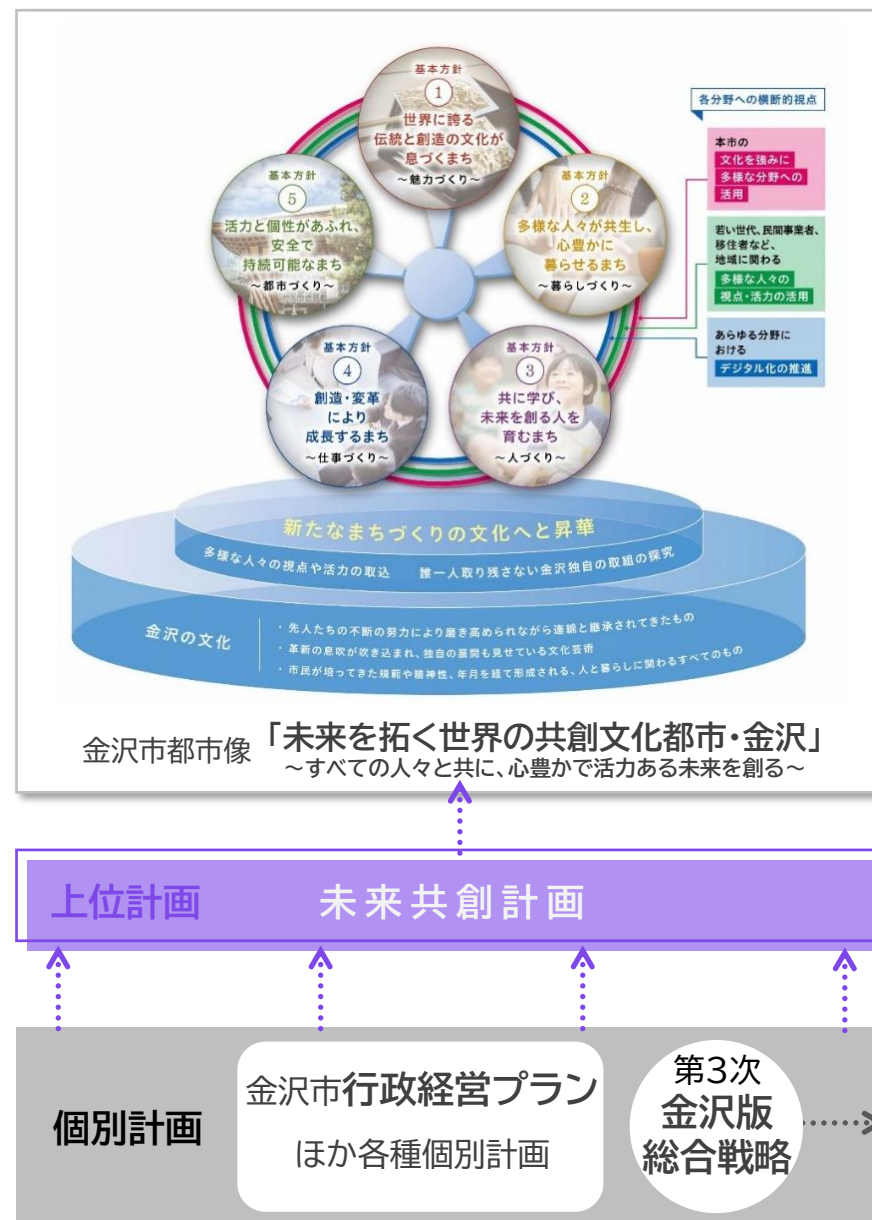 基本方針
1
世界に誇る
伝統と創造の文化が
息づくまち
～魅力づくり～
基本方針
2
多様な人々が共生し、
心豊かに
暮らせるまち
～暮らしづくり～
基本方針
3
共に学び、
未来を創る人を
育むまち
～人づくり～
基本方針
4
創造・変革
により
成長するまち
～仕事づくり～
基本方針
5
活力と個性があふれ、
安全で
持続可能なまち
～都市づくり～
各分野への横断的視点
本市の
文化を強みに
多様な分野への
活用
若い世代、民間事業者、
移住者など、
地域に関わる
多様な人々の
視点・活力の活用
あらゆる分野に
おける
デジタル化の推進
新たなまちづくりの文化へと昇華
多様な人々の視点や活力の取込 誰一人取り残さない金沢独自の取組の探究
金沢の文化
・先人たちの不断の努力により磨き高められながら連綿と継承されてきたもの
・革新の息吹が吹き込まれ、独自の展開も見せている文化芸術
・市民が培ってきた規範や精神性、年月を経て形成される、人と暮らしに関わるすべてのもの
金沢市都市像「未来を拓く世界の共創文化都市・金沢」
～すべての人々と共に、心豊かで活力ある未来を創る～
上位計画 未来共創計画
個別計画
金沢市行政経営プラン
ほか各種個別計画
第3次
金沢版
総合戦略